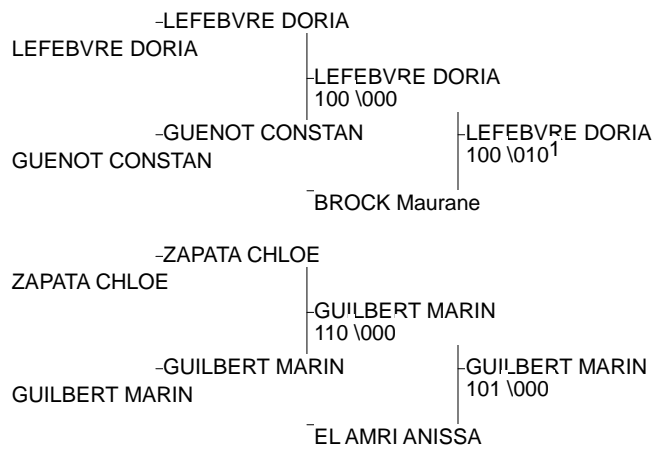 LEFEBVRE DORIA
LEFEBVRE DORIA
LEFEBVRE DORIA
100 \000
GUENOT CONSTAN
GUENOT CONSTAN
LEFEBVRE DORIA
100 \010¹
BROCK Maurane
ZAPATA CHLOE
ZAPATA CHLOE
GUILBERT MARIN
110 \000
GUILBERT MARIN
GUILBERT MARIN
GUILBERT MARIN
101 \000
EL AMRI ANISSA